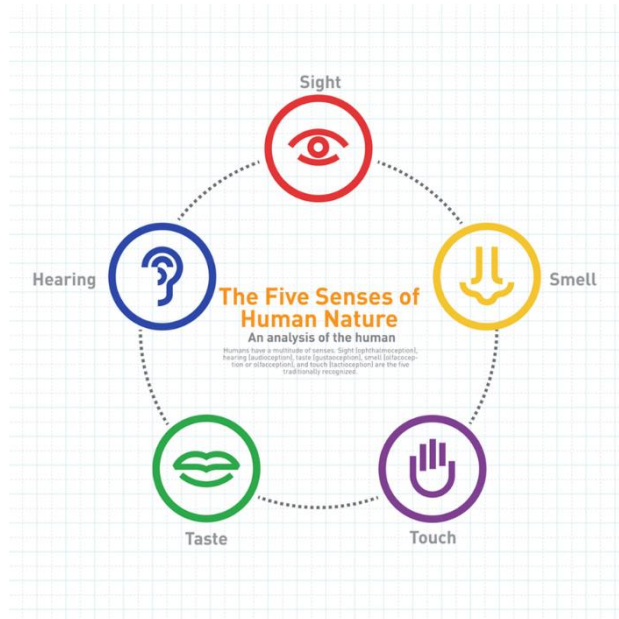 Sight
Hearing
Smell
The Five Senses of
Human Nature
An analysis of the human
Humans have a multitude of senses. Sight (ophthalmoception),
hearing (audioception), taste (gustaoception), smell (olfacocep-
tion or olfacception), and touch (tactioception) are the five
traditionally recognized.
Taste
Touch